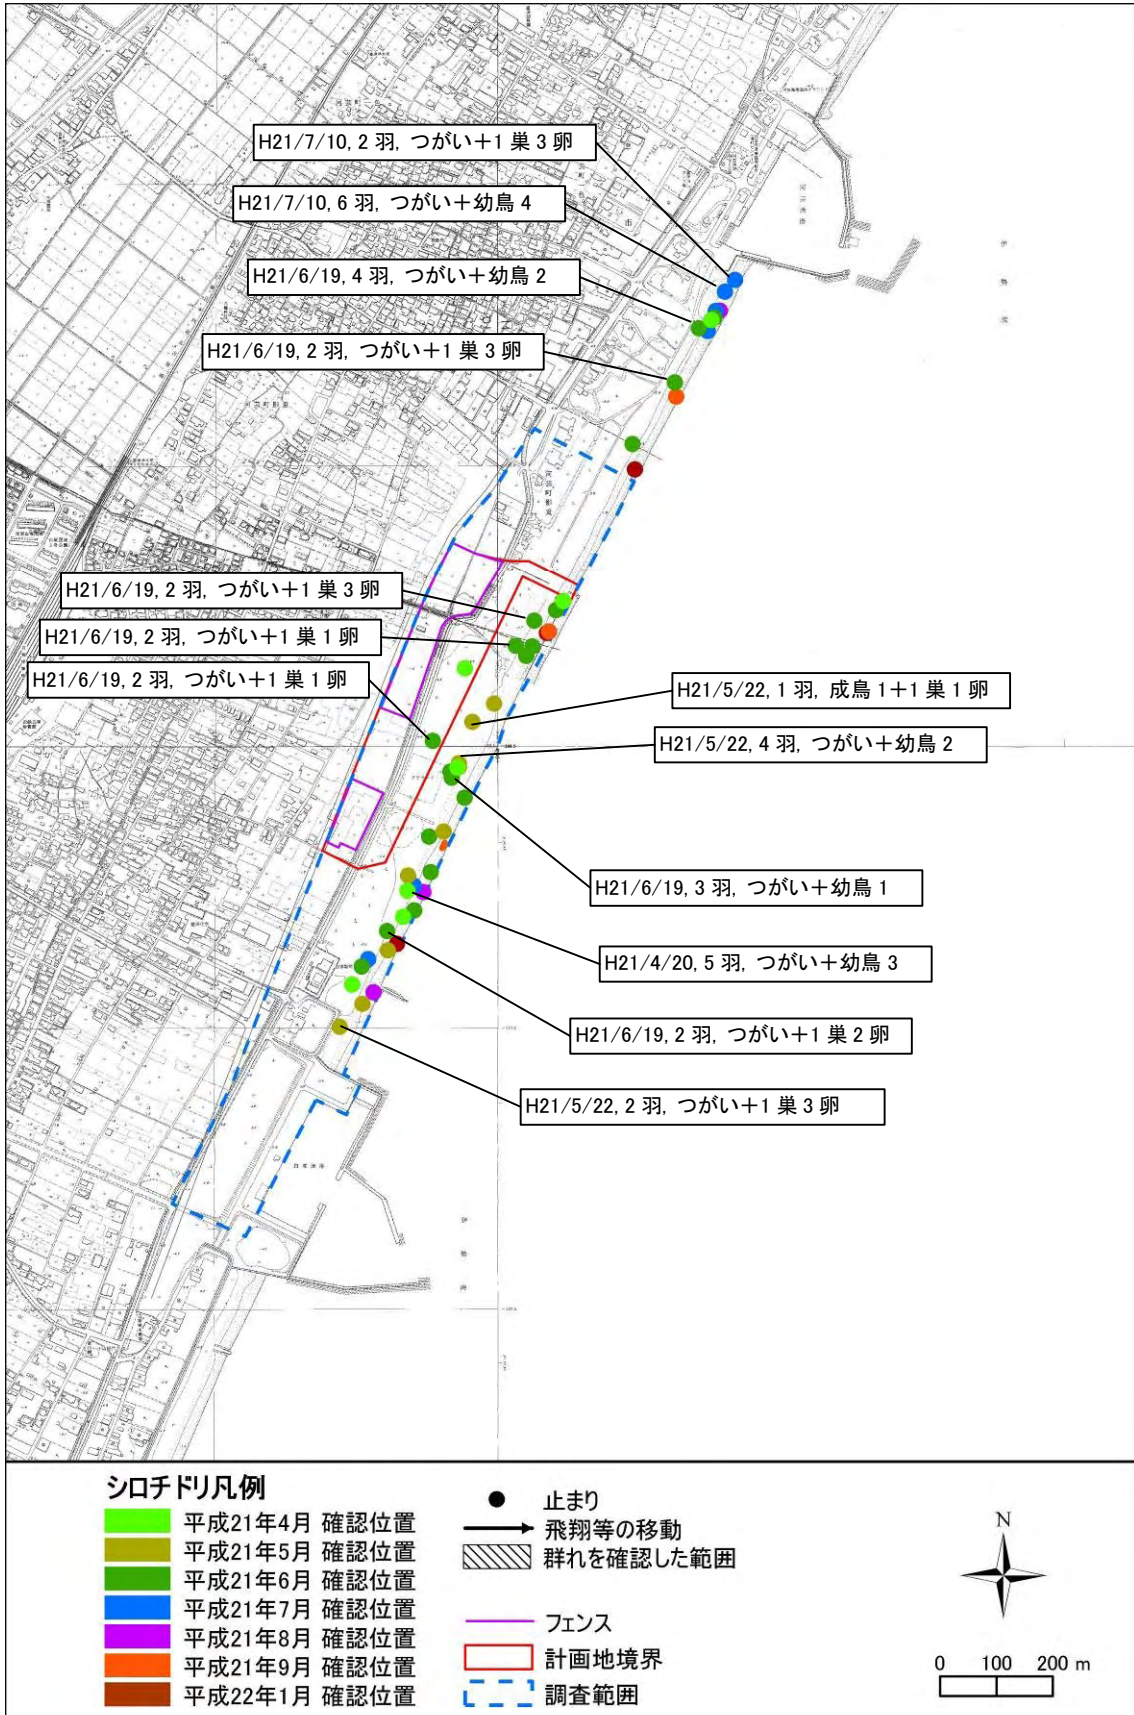 H21/7/10, 2 羽, つがい+1 巣 3 卵
H21/7/10, 6 羽, つがい+幼鳥 4
H21/6/19, 4 羽, つがい+幼鳥 2
H21/6/19, 2 羽, つがい+1 巣 3 卵
H21/6/19, 2 羽, つがい+1 巣 3 卵
H21/6/19, 2 羽, つがい+1 巣 1 卵
H21/6/19, 2 羽, つがい+1 巣 1 卵
H21/5/22, 1 羽, 成鳥 1+1 巣 1 卵
H21/5/22, 4 羽, つがい+幼鳥 2
H21/6/19, 3 羽, つがい+幼鳥 1
H21/4/20, 5 羽, つがい+幼鳥 3
H21/6/19, 2 羽, つがい+1 巣 2 卵
H21/5/22, 2 羽, つがい+1 巣 3 卵
シロチドリ凡例
平成21年4月 確認位置
平成21年5月 確認位置
平成21年6月 確認位置
平成21年7月 確認位置
平成21年8月 確認位置
平成21年9月 確認位置
平成22年1月 確認位置
止まり
飛翔等の移動
群れを確認した範囲
フェンス
計画地境界
調査範囲
N
0 100 200 m